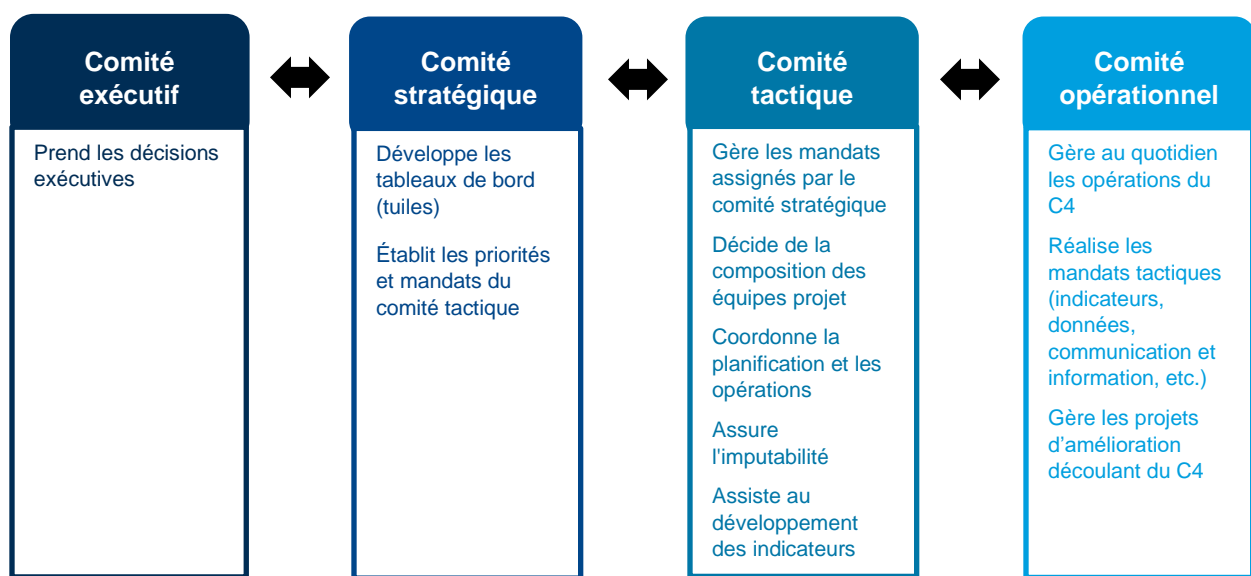 Comité
exécutif
Prend les décisions
exécutives
Comité
stratégique
Développe les
tableaux de bord
(tuiles)
Établit les priorités
et mandats du
comité tactique
Comité
tactique
Gère les mandats
assignés par le
comité stratégique
Décide de la
composition des
équipes projet
Coordonne la
planification et les
opérations
Assure
l'imputabilité
Assiste au
développement
des indicateurs
Comité
opérationnel
Gère au quotidien
les opérations du
C4
Réalise les
mandats tactiques
(indicateurs,
données,
communication et
information, etc.)
Gère les projets
d’amélioration
découlant du C4